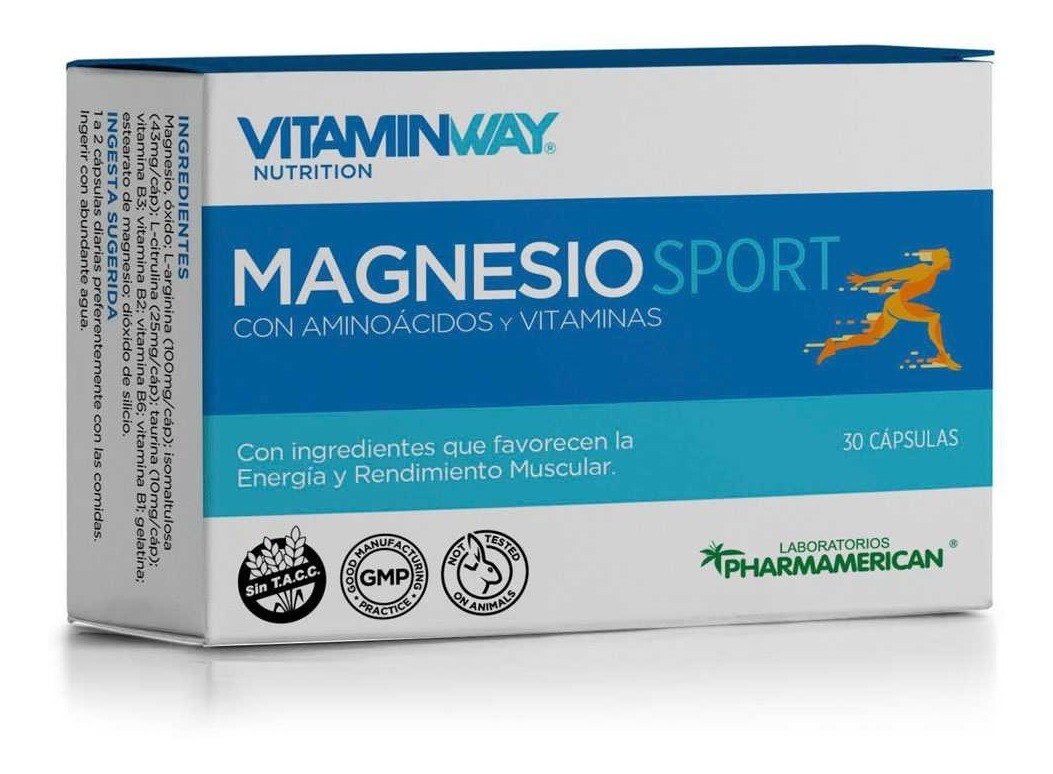 VITAMINWAY®
NUTRITION
MAGNESIO SPORT
CON AMINOÁCIDOS Y VITAMINAS
Con ingredientes que favorecen la
Energía y Rendimiento Muscular.
30 CÁPSULAS
Sin T.A.C.C.
GOOD MANUFACTURING
GMP
PRACTICE
NOT TESTED
ON ANIMALS
LABORATORIOS
PHARMAMERICAN®
INGREDIENTES
Magnesio, óxido; L-arginina (100mg/cáp); isomaltulosa
(43mg/cáp); L-citrulina (25mg/cáp); taurina (10mg/cáp);
vitamina B3; vitamina B2; vitamina B6; vitamina B1; gelatina;
estearato de magnesio; dióxido de silicio.
INGESTA SUGERIDA
1 a 2 cápsulas diarias preferentemente con las comidas.
Ingerir con abundante agua.